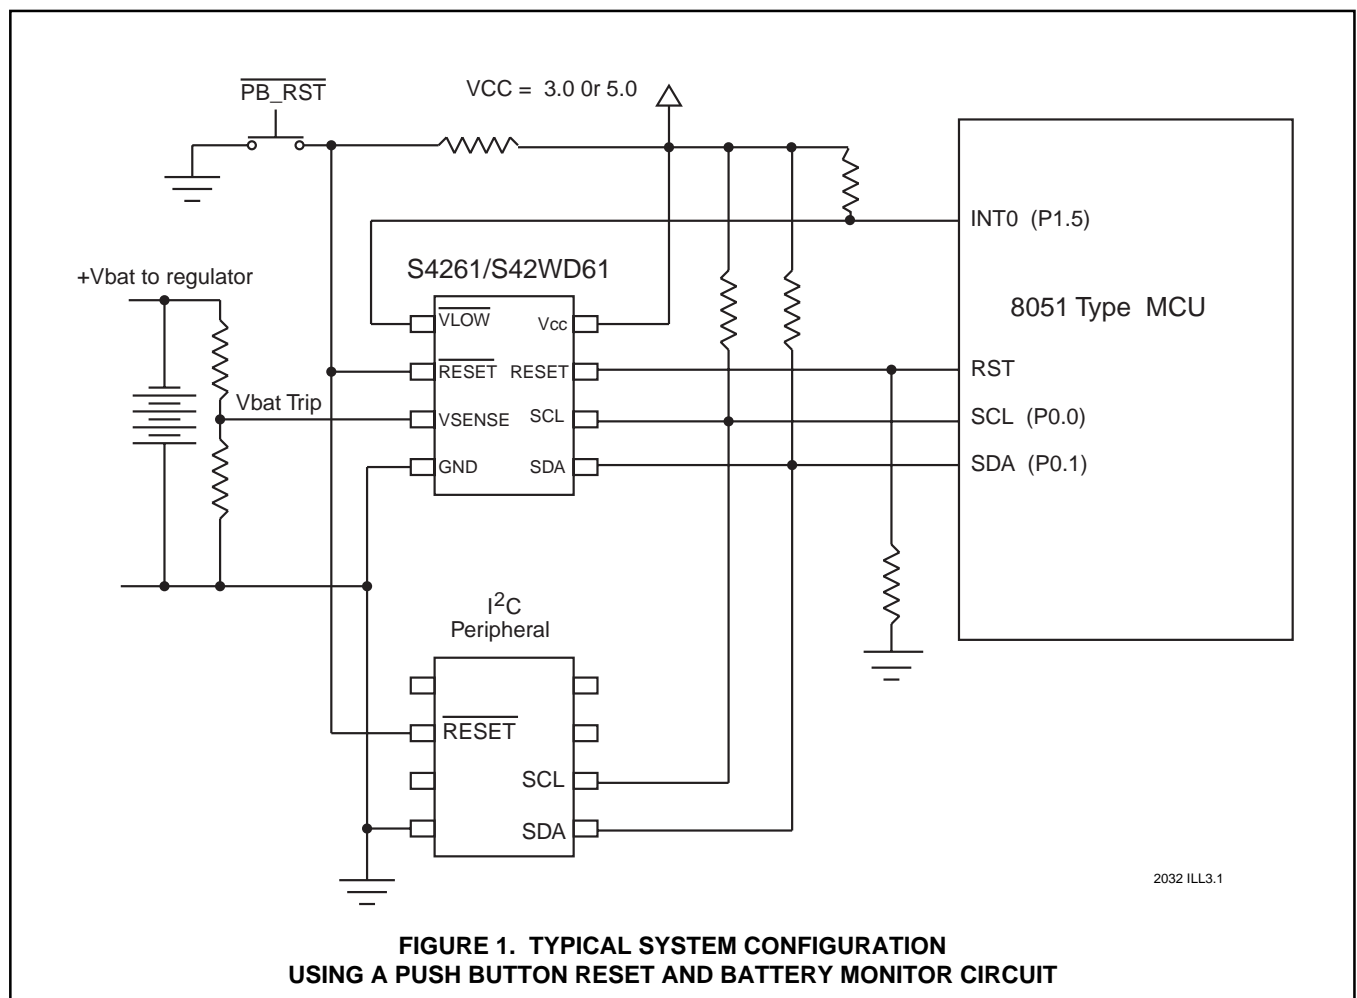 PB_RST
VCC = 3.0 0r 5.0
INT0 (P1.5)
S4261/S42WD61
+Vbat to regulator
8051 Type MCU
VLOW
Vcc
RESET
RESET
RST
Vbat Trip
VSENSE
SCL
SCL (P0.0)
GND
SDA
SDA (P0.1)
I²C
Peripheral
RESET
SCL
SDA
2032 ILL3.1
FIGURE 1. TYPICAL SYSTEM CONFIGURATION
USING A PUSH BUTTON RESET AND BATTERY MONITOR CIRCUIT